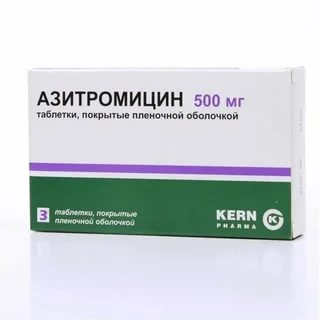 АЗИТРОМИЦИН 500 мг
таблетки, покрытые пленочной оболочкой
3 таблетки, покрытые
пленочной оболочкой
KERN
PHARMA